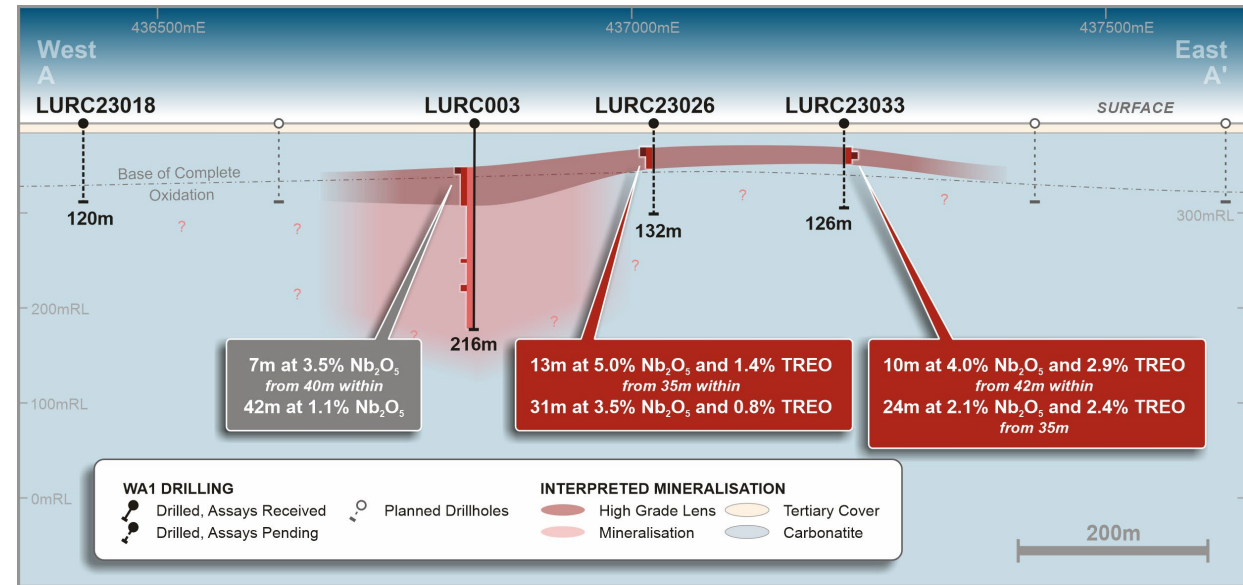 436500mE
437000mE
437500mE
West
A
East
A'
LURC23018
LURC003
LURC23026
LURC23033
SURFACE
Base of Complete
Oxidation
120m
132m
126m
300mRL
?
?
?
?
?
?
?
?
200mRL
216m
7m at 3.5% Nb₂O₅
from 40m within
42m at 1.1% Nb₂O₅
13m at 5.0% Nb₂O₅ and 1.4% TREO
from 35m within
31m at 3.5% Nb₂O₅ and 0.8% TREO
10m at 4.0% Nb₂O₅ and 2.9% TREO
from 42m within
24m at 2.1% Nb₂O₅ and 2.4% TREO
from 35m
100mRL
0mRL
WA1 DRILLING
Drilled, Assays Received
Drilled, Assays Pending
Planned Drillholes
INTERPRETED MINERALISATION
High Grade Lens
Mineralisation
Tertiary Cover
Carbonatite
200m